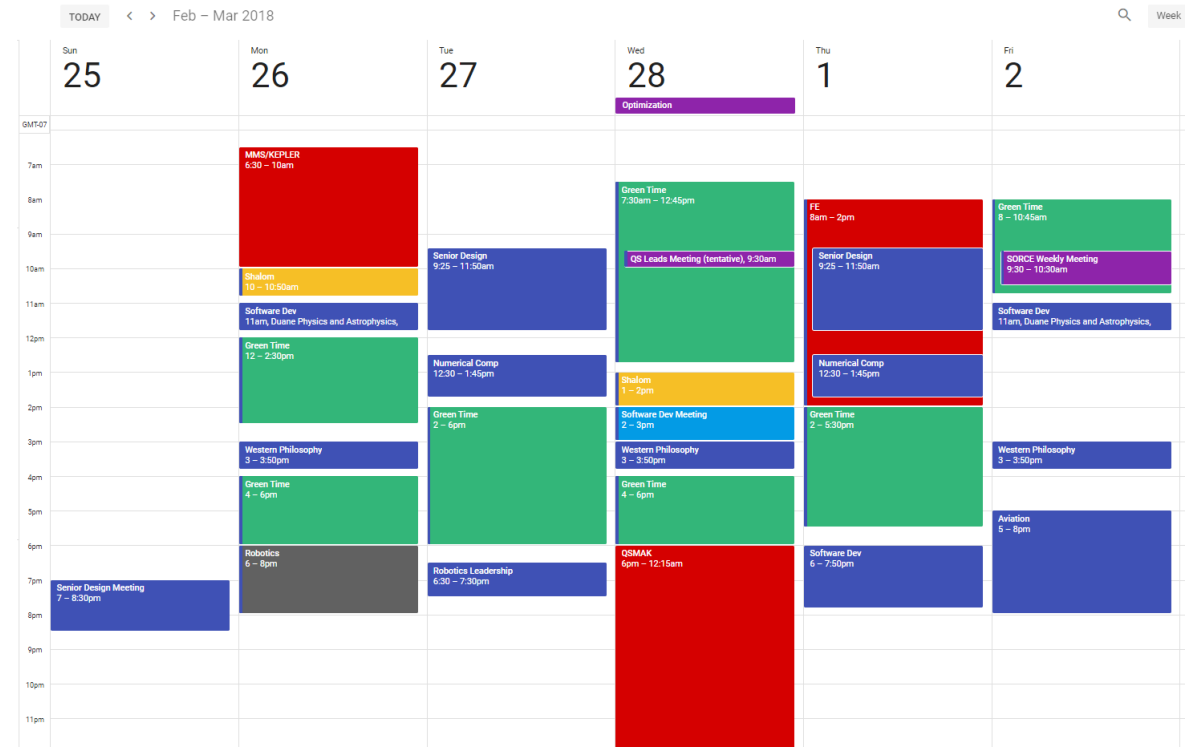 TODAY
Feb – Mar 2018
Week
Sun
25
Mon
26
Tue
27
Wed
28
Thu
1
Fri
2
Optimization
GMT-07
7am
8am
9am
10am
11am
12pm
1pm
2pm
3pm
4pm
5pm
6pm
7pm
8pm
9pm
10pm
11pm
Senior Design Meeting
7 – 8:30pm
MMS/KEPLER
6:30 – 10am
Shalom
10 – 10:50am
Software Dev
11am, Duane Physics and Astrophysics,
Green Time
12 – 2:30pm
Western Philosophy
3 – 3:50pm
Green Time
4 – 6pm
Robotics
6 – 8pm
Senior Design
9:25 – 11:50am
Numerical Comp
12:30 – 1:45pm
Green Time
2 – 6pm
Robotics Leadership
6:30 – 7:30pm
Green Time
7:30am – 12:45pm
QS Leads Meeting (tentative), 9:30am
Shalom
1 – 2pm
Software Dev Meeting
2 – 3pm
Western Philosophy
3 – 3:50pm
Green Time
4 – 6pm
QSMAK
6pm – 12:15am
FE
8am – 2pm
Senior Design
9:25 – 11:50am
Numerical Comp
12:30 – 1:45pm
Green Time
2 – 5:30pm
Software Dev
6 – 7:50pm
Green Time
8 – 10:45am
SORCE Weekly Meeting
9:30 – 10:30am
Software Dev
11am, Duane Physics and Astrophysics,
Western Philosophy
3 – 3:50pm
Aviation
5 – 8pm